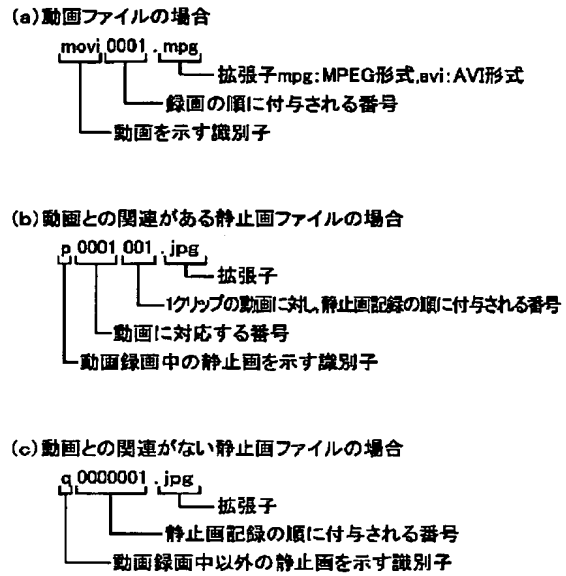 (a)動画ファイルの場合
movi 0001 . mpg
拡張子mpg:MPEG形式,avi:AVI形式
録画の順に付与される番号
動画を示す識別子
(b)動画との関連がある静止画ファイルの場合
p 0001 001 . jpg
拡張子
1クリップの動画に対し,静止画記録の順に付与される番号
動画に対応する番号
動画録画中の静止画を示す識別子
(c)動画との関連がない静止画ファイルの場合
q 0000001 . jpg
拡張子
静止画記録の順に付与される番号
動画録画中以外の静止画を示す識別子